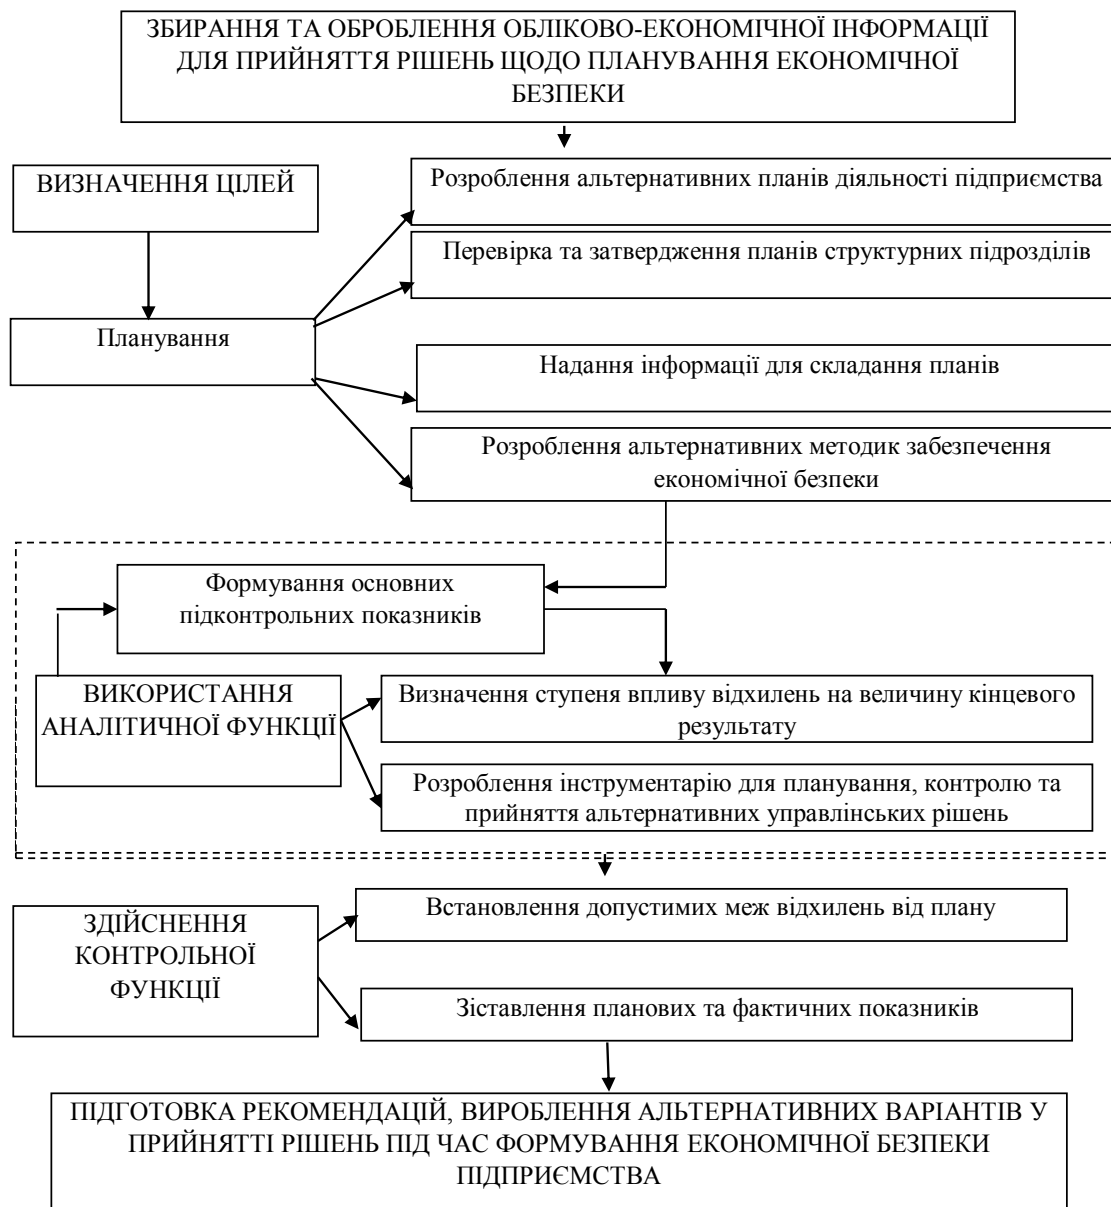 ЗБИРАННЯ ТА ОБРОБЛЕННЯ ОБЛІКОВО-ЕКОНОМІЧНОЇ ІНФОРМАЦІЇ
ДЛЯ ПРИЙНЯТТЯ РІШЕНЬ ЩОДО ПЛАНУВАННЯ ЕКОНОМІЧНОЇ
БЕЗПЕКИ
ВИЗНАЧЕННЯ ЦІЛЕЙ
Розроблення альтернативних планів діяльності підприємства
Перевірка та затвердження планів структурних підрозділів
Планування
Надання інформації для складання планів
Розроблення альтернативних методик забезпечення
економічної безпеки
Формування основних
підконтрольних показників
ВИКОРИСТАННЯ
АНАЛІТИЧНОЇ ФУНКЦІЇ
Визначення ступеня впливу відхилень на величину кінцевого
результату
Розроблення інструментарію для планування, контролю та
прийняття альтернативних управлінських рішень
ЗДІЙСНЕННЯ
КОНТРОЛЬНОЇ
ФУНКЦІЇ
Встановлення допустимих меж відхилень від плану
Зіставлення планових та фактичних показників
ПІДГОТОВКА РЕКОМЕНДАЦІЙ, ВИРОБЛЕННЯ АЛЬТЕРНАТИВНИХ ВАРІАНТІВ У
ПРИЙНЯТТІ РІШЕНЬ ПІД ЧАС ФОРМУВАННЯ ЕКОНОМІЧНОЇ БЕЗПЕКИ
ПІДПРИЄМСТВА